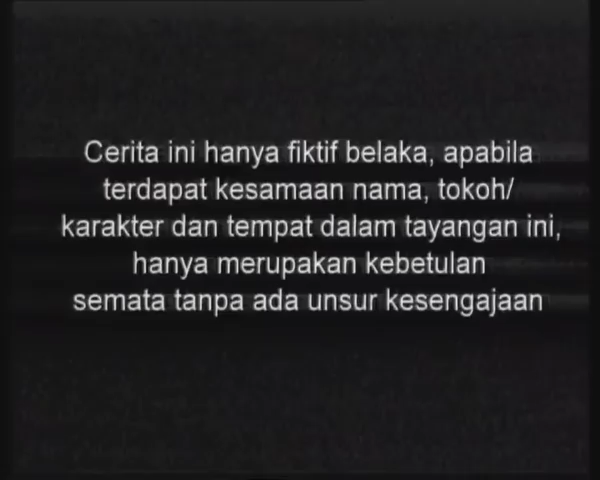 Cerita ini hanya fiktif belaka, apabila
terdapat kesamaan nama, tokoh/
karakter dan tempat dalam tayangan ini,
hanya merupakan kebetulan
semata tanpa ada unsur kesengajaan